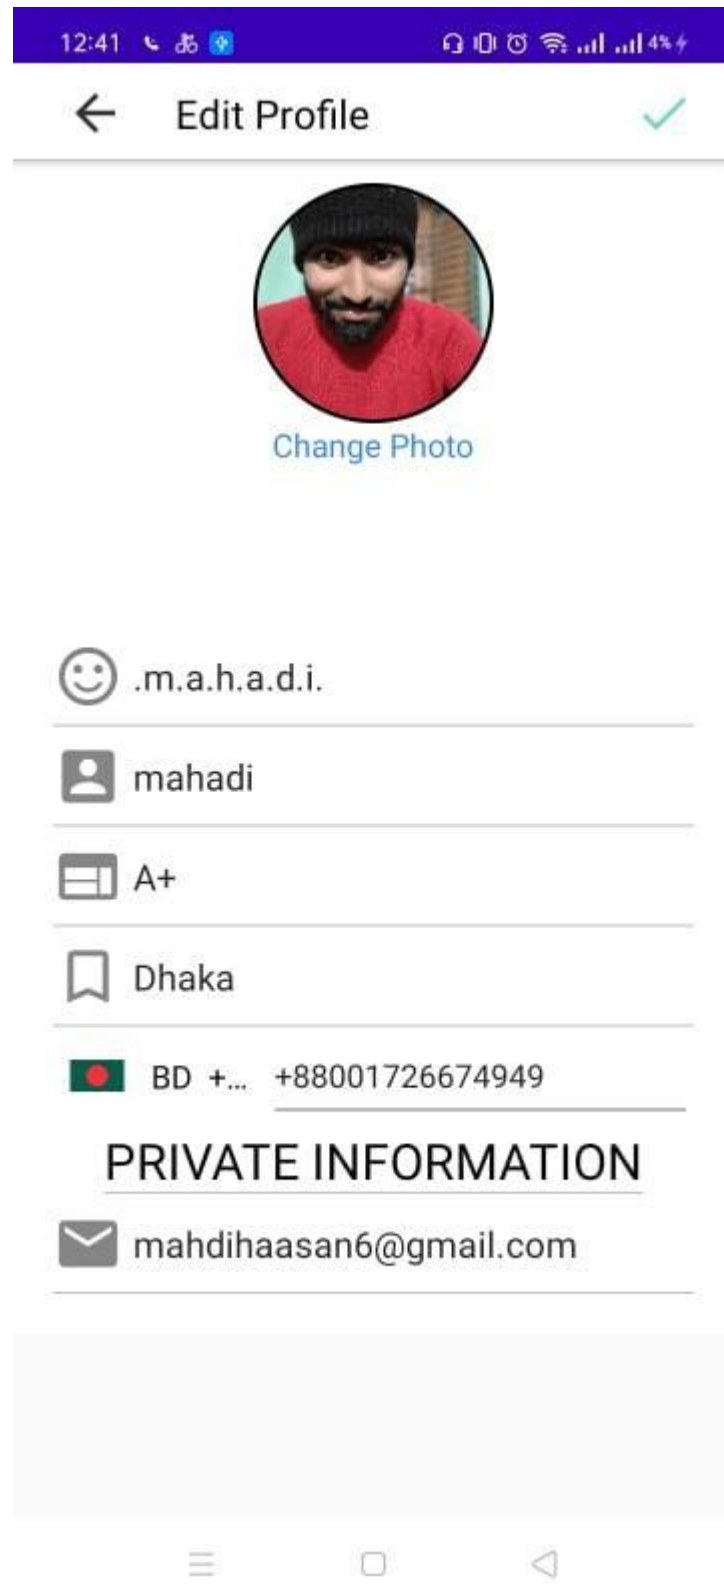 12:41 4%
Edit Profile
Change Photo
.m.a.h.a.d.i.
mahadi
A+
Dhaka
BD +... +88001726674949
PRIVATE INFORMATION
mahdihaasan6@gmail.com